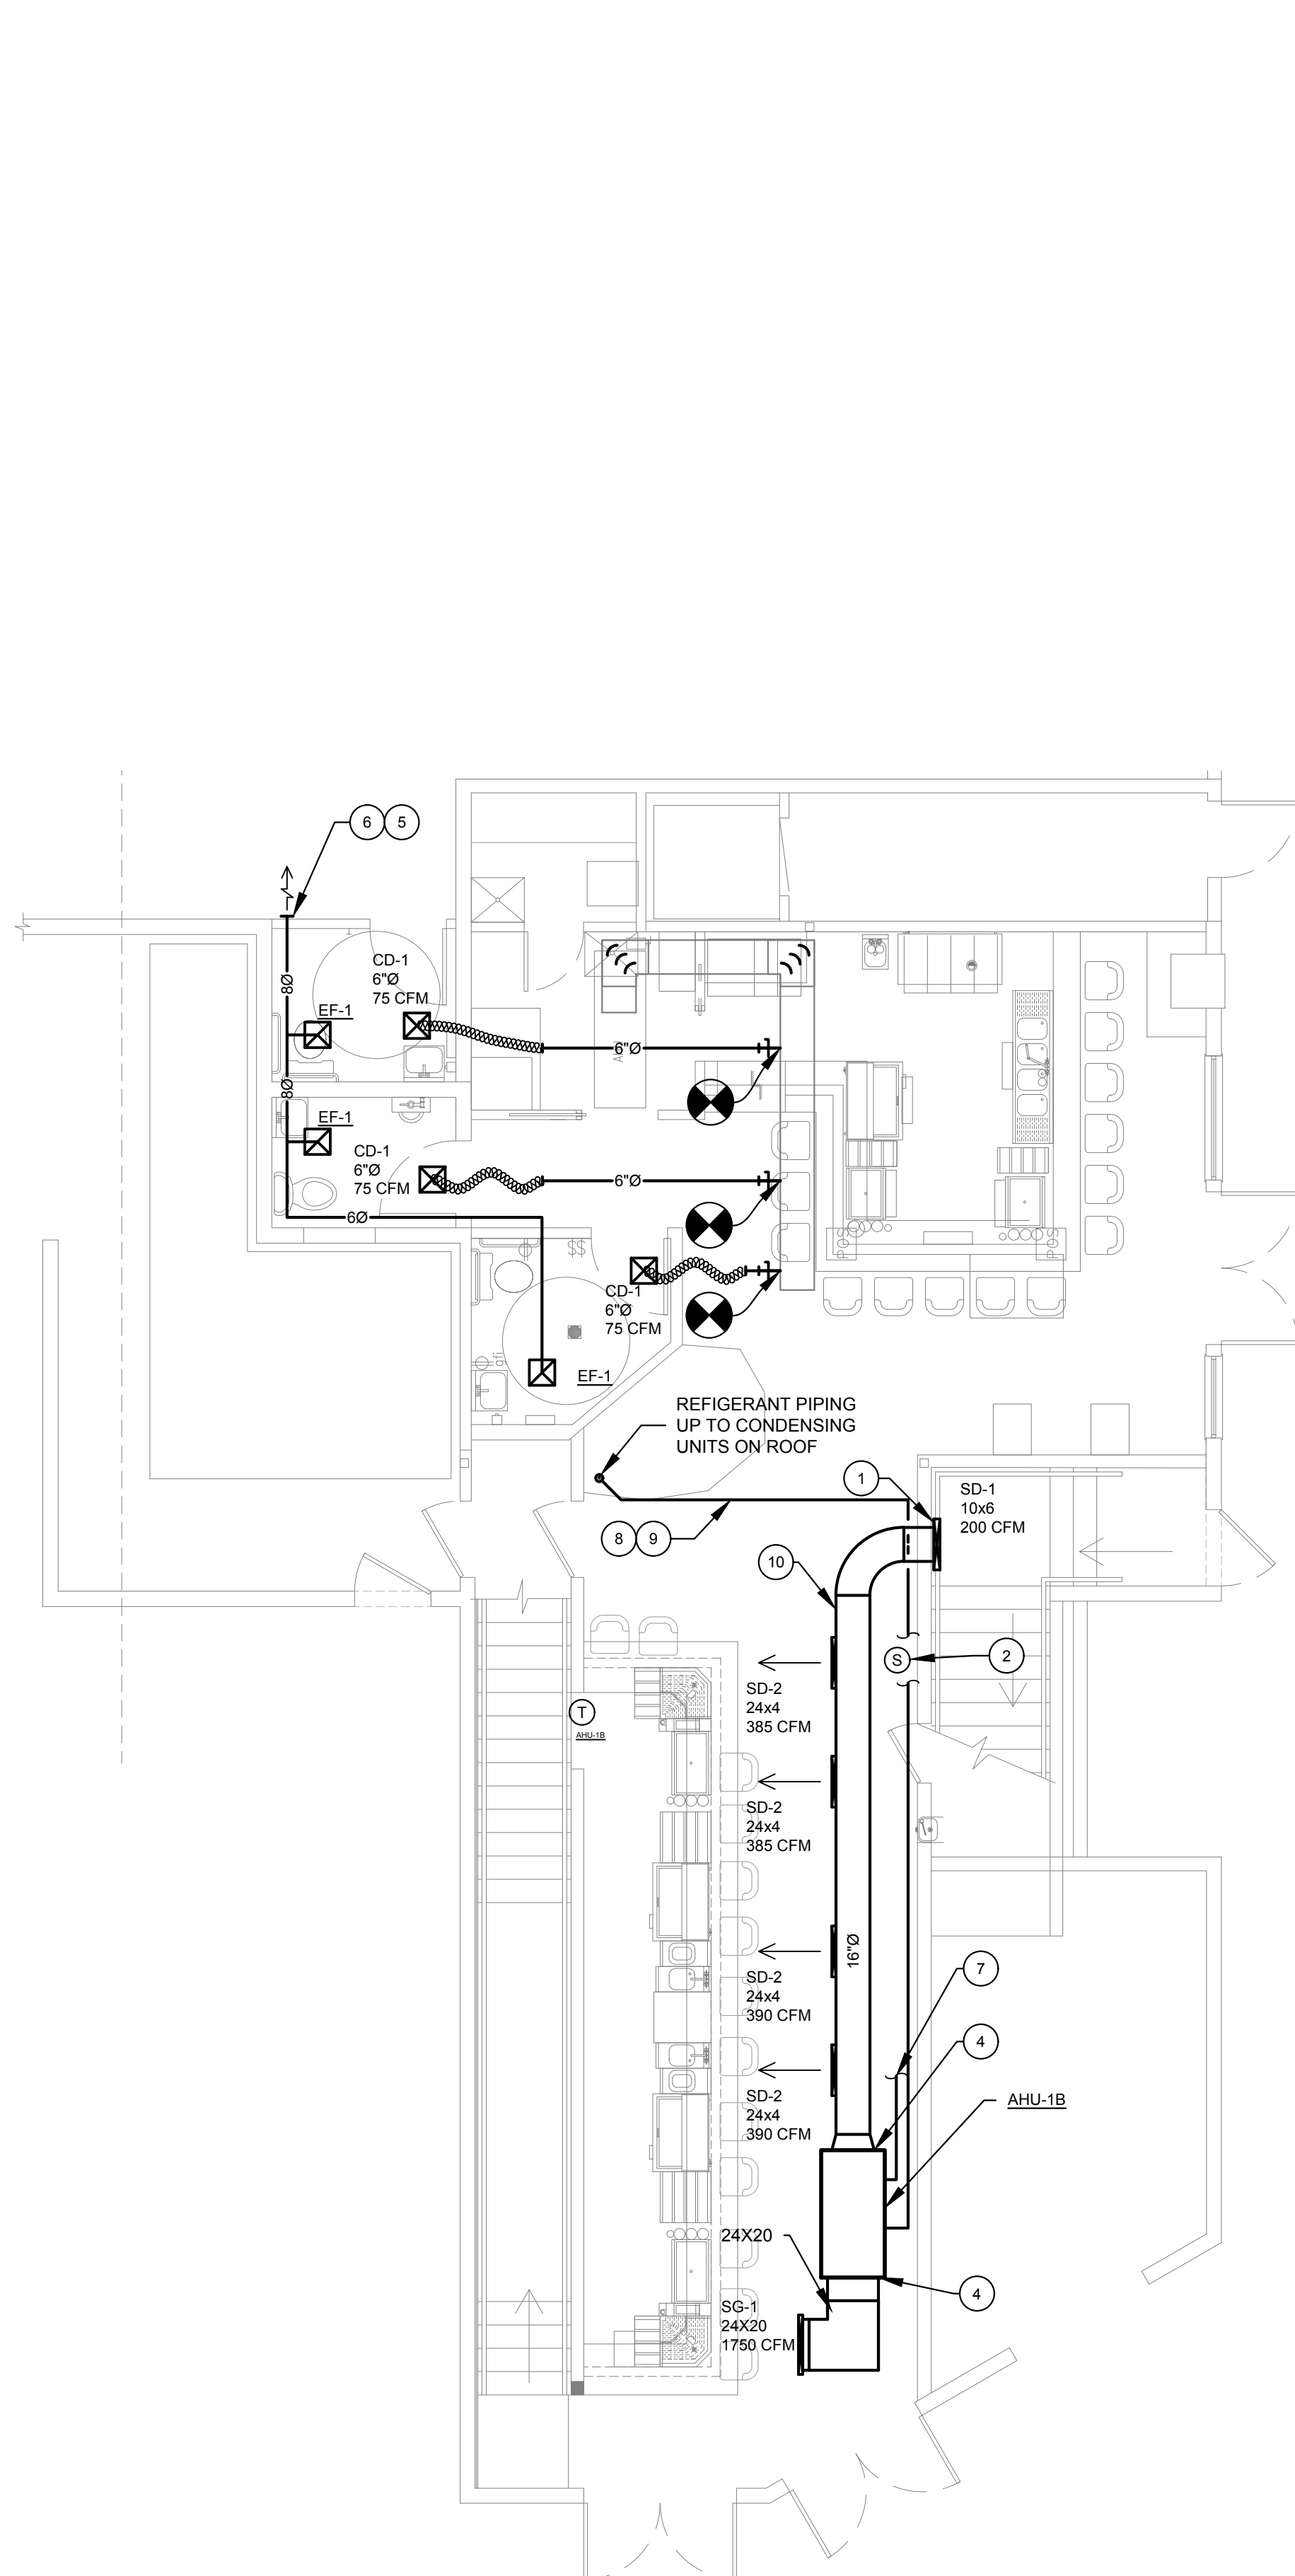 6
5
CD-1
6"Ø
75 CFM
8Ø
EF-1
6"Ø
8Ø
EF-1
CD-1
6"Ø
75 CFM
6"Ø
6Ø
$$
CD-1
6"Ø
75 CFM
EF-1
REFIGERANT PIPING
UP TO CONDENSING
UNITS ON ROOF
1
SD-1
10x6
200 CFM
8
9
10
S
2
SD-2
24x4
385 CFM
T
AHU-1B
SD-2
24x4
385 CFM
16"Ø
7
SD-2
24x4
390 CFM
4
AHU-1B
SD-2
24x4
390 CFM
24X20
4
SG-1
24X20
1750 CFM